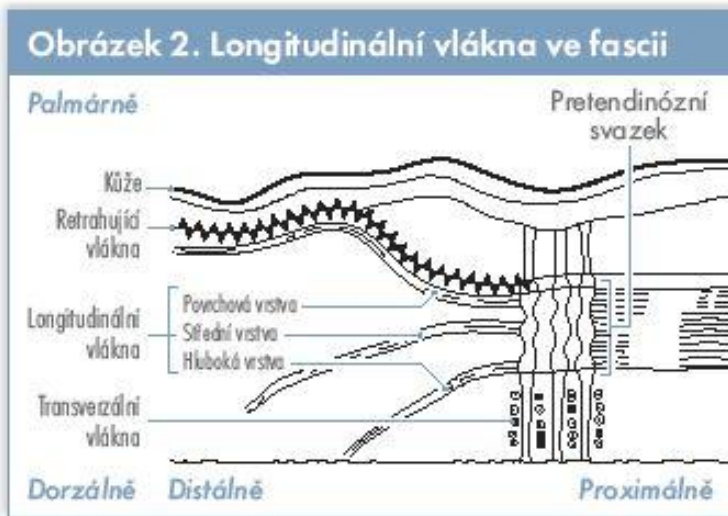 Obrázek 2. Longitudinální vlákna ve fascii
Palmárně
Pretendinózní
svazek
Kůže
Retrahující
vlákna
Longitudinální
vlákna
Povrchová vrstva
Střední vrstva
Hluboká vrstva
Transverzální
vlákna
Dorzálně Distálně Proximálně